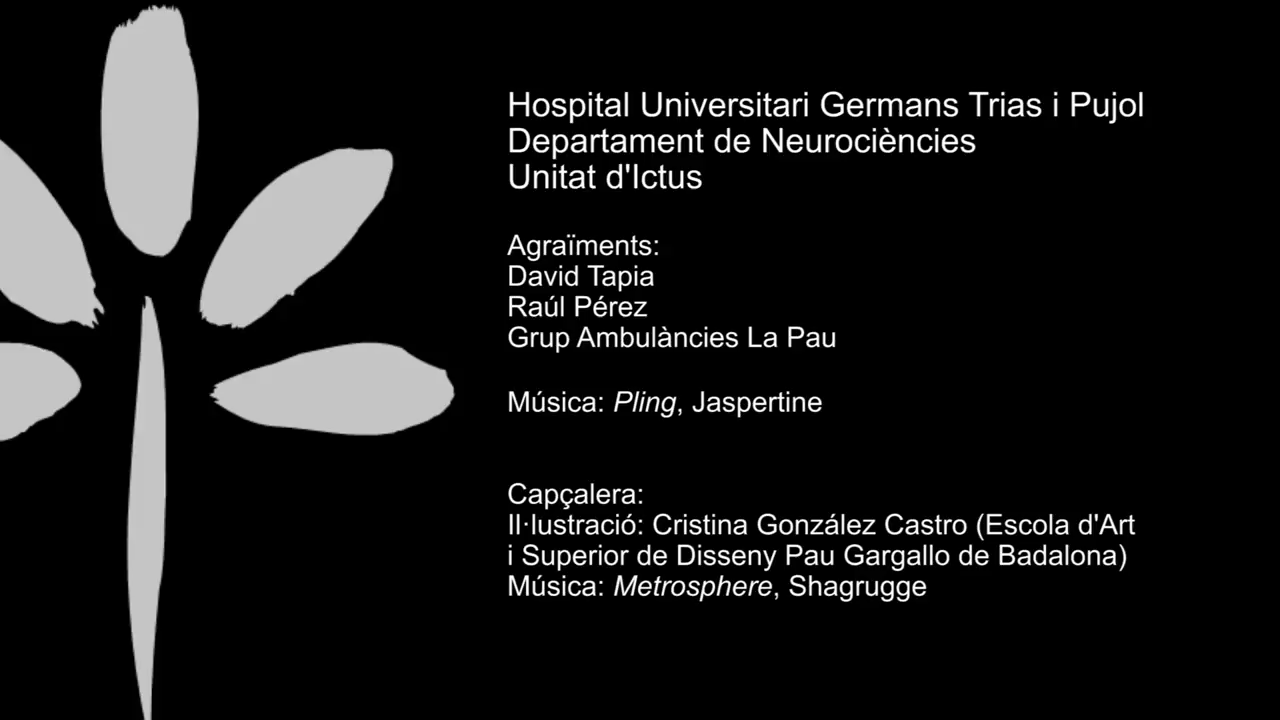 Hospital Universitari Germans Trias i Pujol
Departament de Neurociències
Unitat d'Ictus
Agraïments:
David Tapia
Raúl Pérez
Grup Ambulàncies La Pau
Música: Pling, Jaspertine
Capçalera:
Il·lustració: Cristina González Castro (Escola d'Art
i Superior de Disseny Pau Gargallo de Badalona)
Música: Metrosphere, Shagrugge